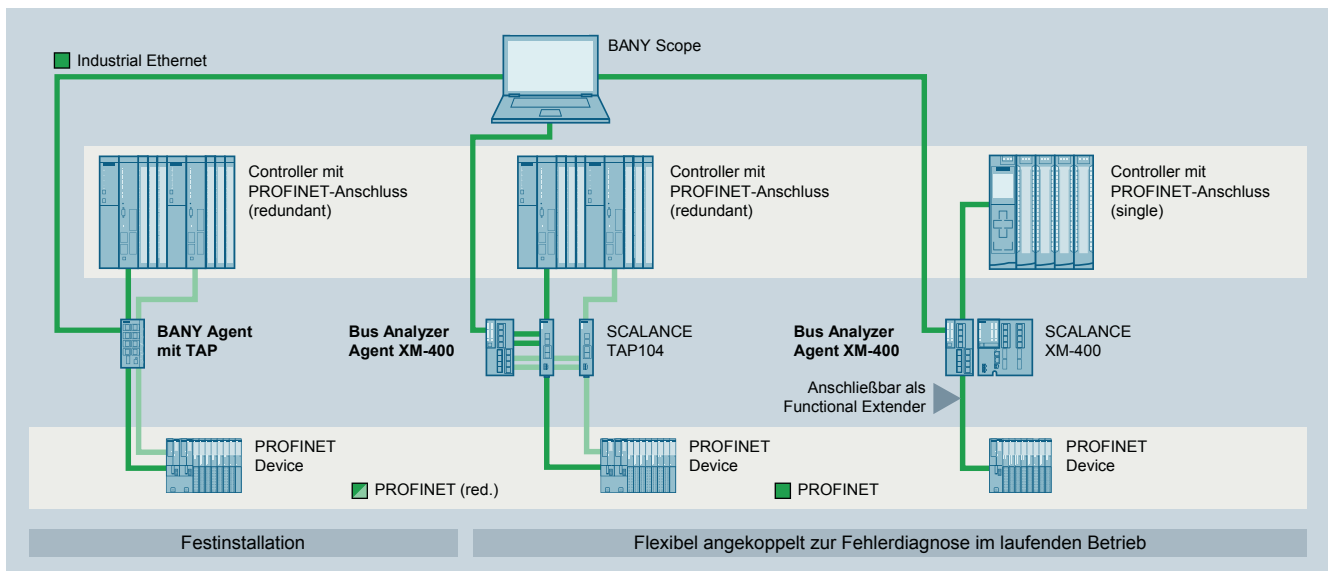 BANY Scope
Industrial Ethernet
Controller mit
PROFINET-Anschluss
(redundant)
Controller mit
PROFINET-Anschluss
(redundant)
Controller mit
PROFINET-Anschluss
(single)
BANY Agent
mit TAP
Bus Analyzer
Agent XM-400
SCALANCE
TAP104
Bus Analyzer
Agent XM-400
SCALANCE
XM-400
Anschließbar als
Functional Extender
PROFINET
Device
PROFINET
Device
PROFINET
Device
PROFINET (red.)
PROFINET
Festinstallation
Flexibel angekoppelt zur Fehlerdiagnose im laufenden Betrieb